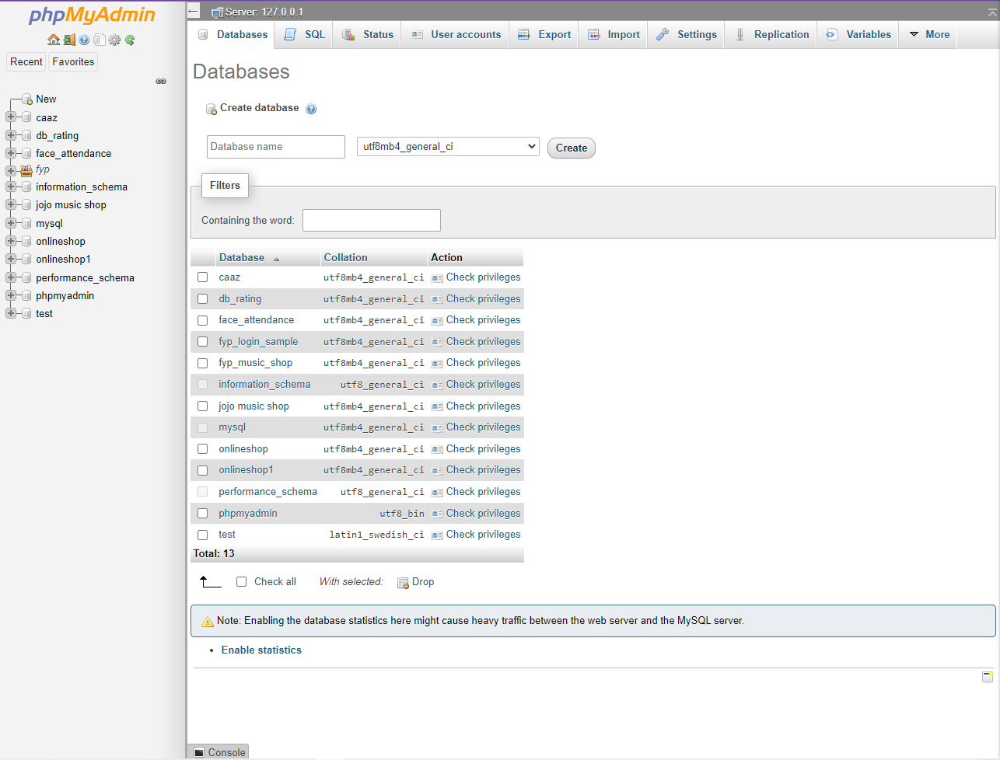 phpMyAdmin
Recent Favorites
New
caaz
db_rating
face_attendance
fyp
information_schema
jojo music shop
mysql
onlineshop
onlineshop1
performance_schema
phpmyadmin
test
Server: 127.0.0.1
Databases SQL Status User accounts Export Import Settings Replication Variables More
Databases
Create database
Database name utf8mb4_general_ci Create
Filters
Containing the word:
Database Collation Action
caaz utf8mb4_general_ci Check privileges
db_rating utf8mb4_general_ci Check privileges
face_attendance utf8mb4_general_ci Check privileges
fyp_login_sample utf8mb4_general_ci Check privileges
fyp_music_shop utf8mb4_general_ci Check privileges
information_schema utf8_general_ci Check privileges
jojo music shop utf8mb4_general_ci Check privileges
mysql utf8mb4_general_ci Check privileges
onlineshop utf8mb4_general_ci Check privileges
onlineshop1 utf8mb4_general_ci Check privileges
performance_schema utf8_general_ci Check privileges
phpmyadmin utf8_bin Check privileges
test latin1_swedish_ci Check privileges
Total: 13
Check all With selected: Drop
Note: Enabling the database statistics here might cause heavy traffic between the web server and the MySQL server.
• Enable statistics
Console